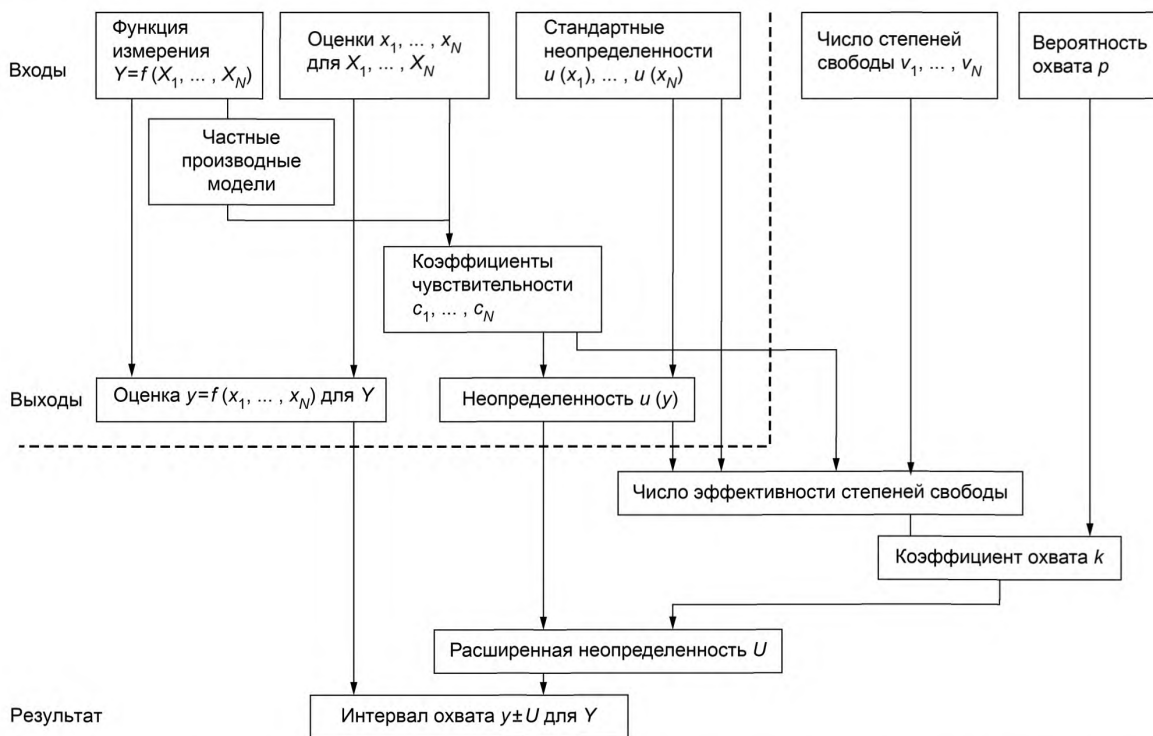 Входы
Функция
измерения
Y=f (X1, ... , XN)
Оценки x1, ... , xN
для X1, ... , XN
Стандартные
неопределенности
u (x1), ... , u (xN)
Число степеней
свободы v1, ... , vN
Вероятность
охвата p
Частные
производные
модели
Коэффициенты
чувствительности
c1, ... , cN
Выходы
Оценка y=f (x1, ... , xN) для Y
Неопределенность u (y)
Число эффективности степеней свободы
Коэффициент охвата k
Расширенная неопределенность U
Результат
Интервал охвата y±U для Y